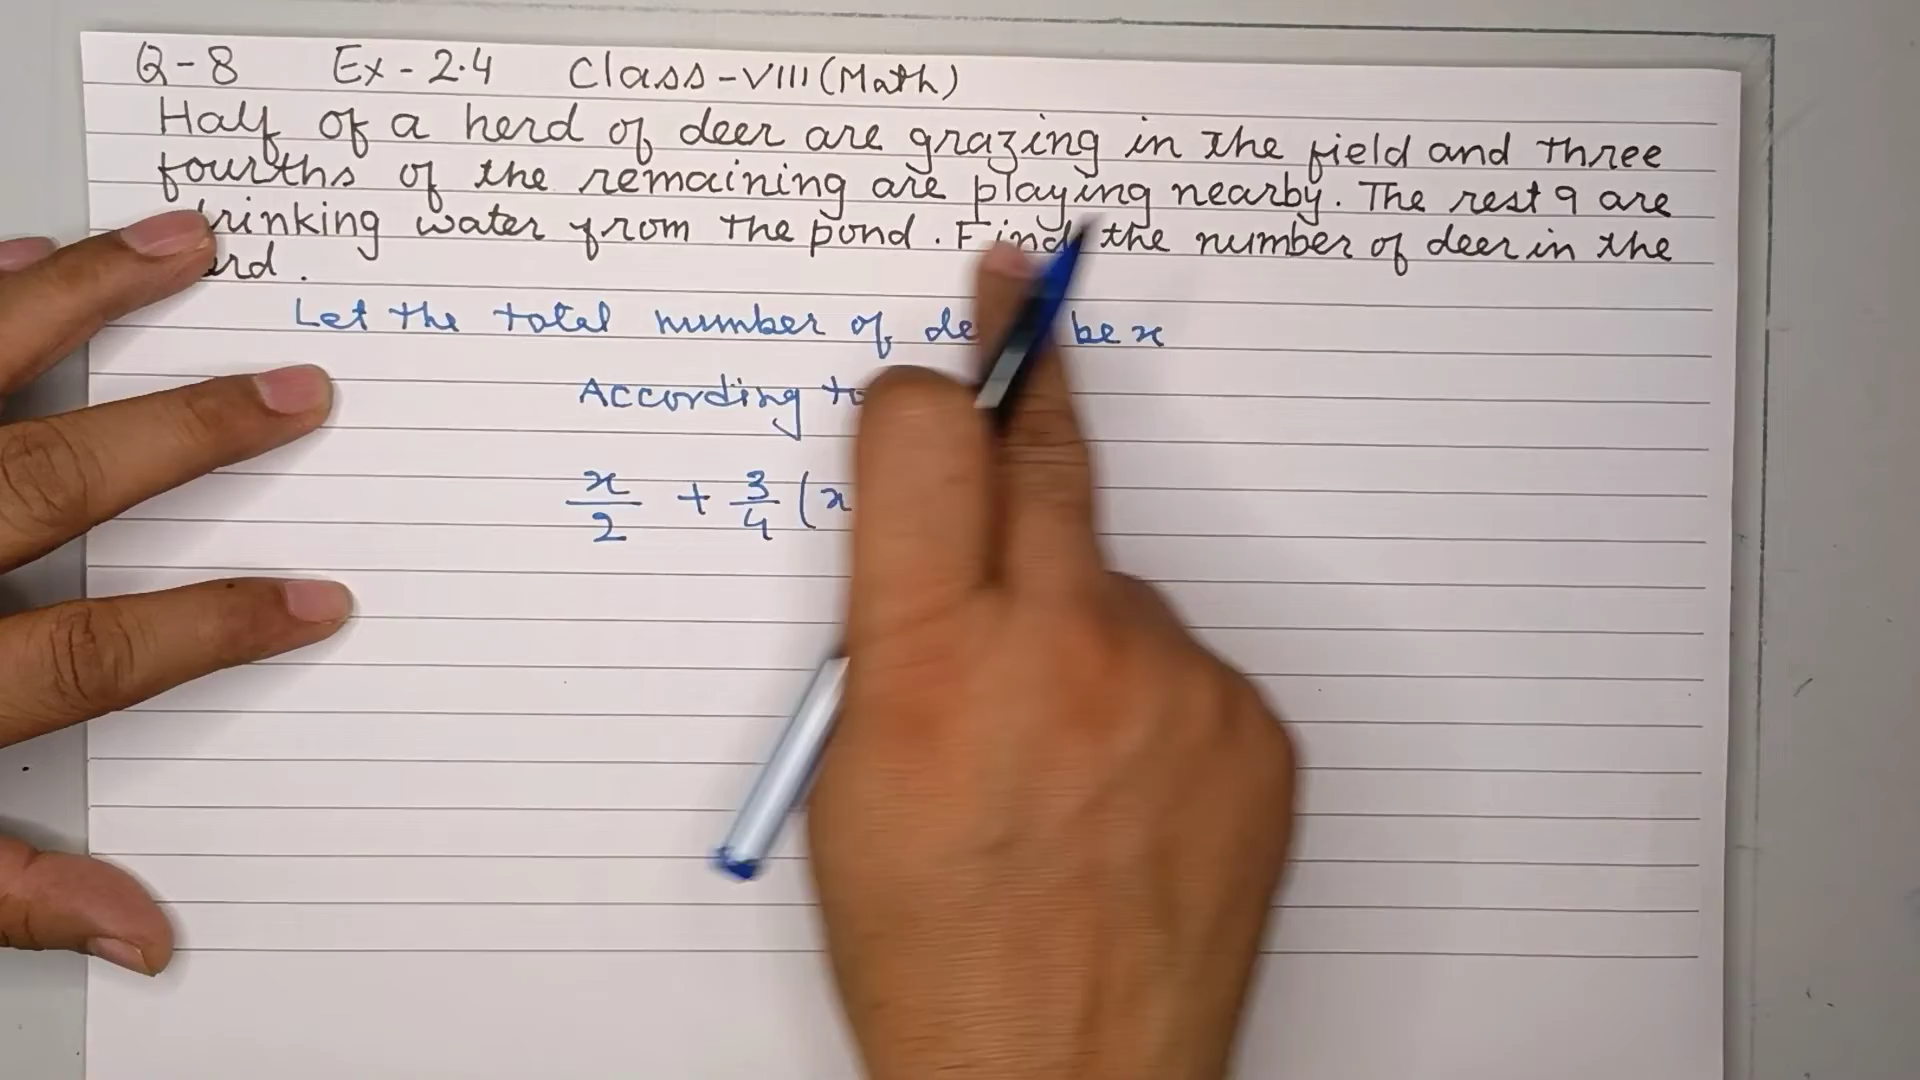 Q-8 Ex-2.4 Class-VIII (Math)
Half of a herd of deer are grazing in the field and three
fourths of the remaining are playing nearby. The rest 9 are
rinking water from the pond. Find the number of deer in the
rd.
Let the total number of de be x
According to
x/2 + 3/4 (x